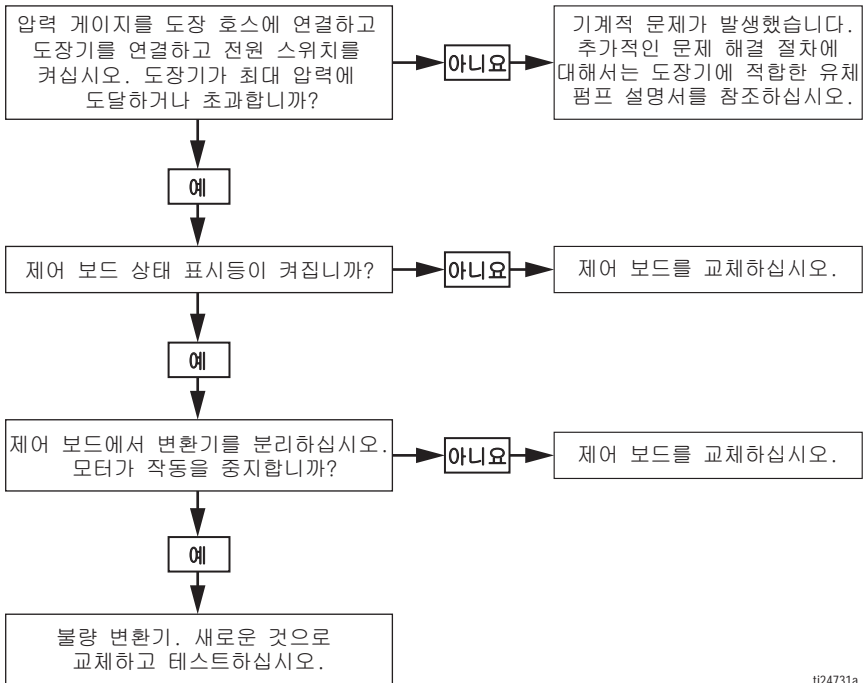 압력 게이지를 도장 호스에 연결하고
도장기를 연결하고 전원 스위치를
켜십시오. 도장기가 최대 압력에
도달하거나 초과합니까?
아니요
기계적 문제가 발생했습니다.
추가적인 문제 해결 절차에
대해서는 도장기에 적합한 유체
펌프 설명서를 참조하십시오.
예
제어 보드 상태 표시등이 켜집니까?
아니요
제어 보드를 교체하십시오.
예
제어 보드에서 변환기를 분리하십시오.
모터가 작동을 중지합니까?
아니요
제어 보드를 교체하십시오.
예
불량 변환기. 새로운 것으로
교체하고 테스트하십시오.
ti24731a